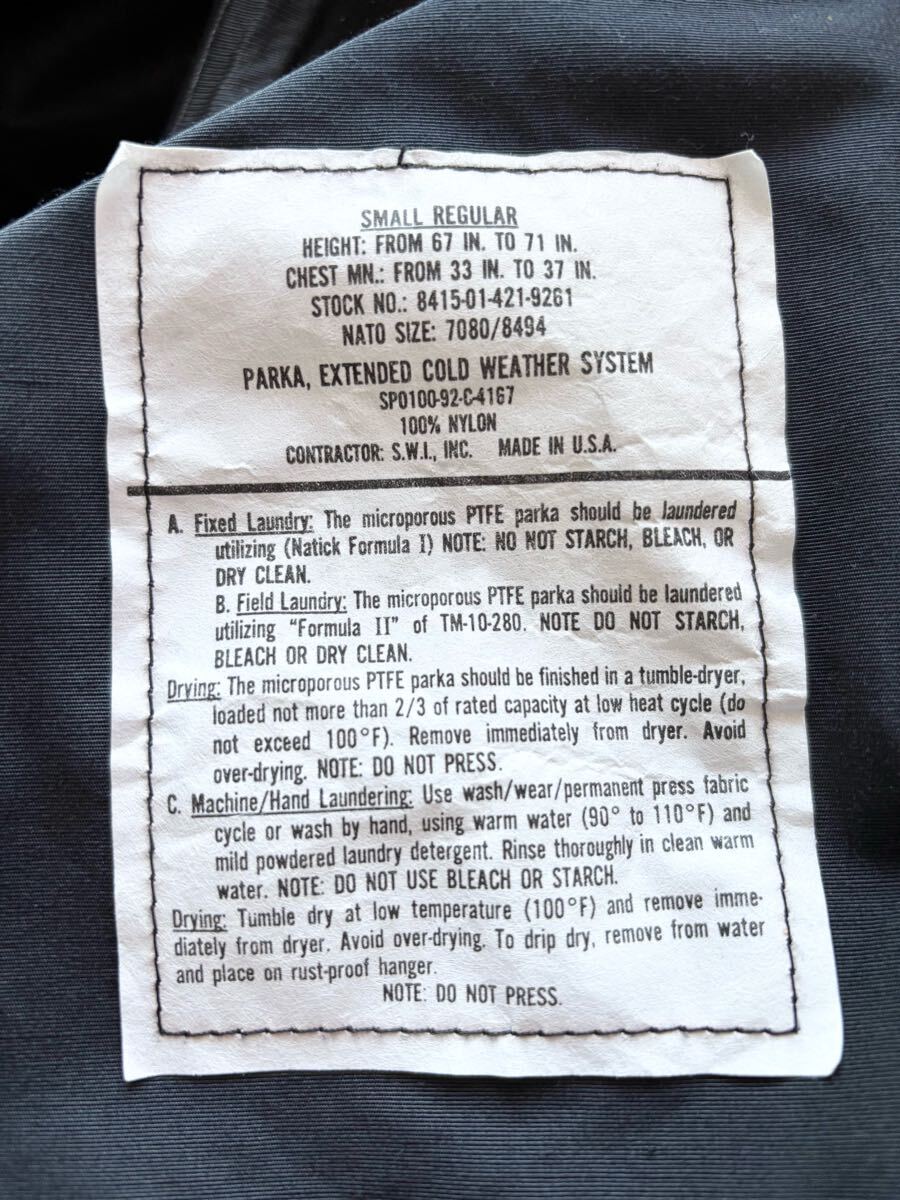 SMALL REGULAR
HEIGHT: FROM 67 IN. TO 71 IN.
CHEST MN.: FROM 33 IN. TO 37 IN.
STOCK NO.: 8415-01-421-9261
NATO SIZE: 7080/8494
PARKA, EXTENDED COLD WEATHER SYSTEM
SPO100-92-C-4167
100% NYLON
CONTRACTOR: S.W.I., INC. MADE IN U.S.A.
A. Fixed Laundry: The microporous PTFE parka should be laundered
utilizing (Natick Formula I) NOTE: NO NOT STARCH, BLEACH, OR
DRY CLEAN.
B. Field Laundry: The microporous PTFE parka should be laundered
utilizing "Formula II" of TM-10-280. NOTE DO NOT STARCH,
BLEACH OR DRY CLEAN.
Drying: The microporous PTFE parka should be finished in a tumble-dryer,
loaded not more than 2/3 of rated capacity at low heat cycle (do
not exceed 100°F). Remove immediately from dryer. Avoid
over-drying. NOTE: DO NOT PRESS.
C. Machine/Hand Laundering: Use wash/wear/permanent press fabric
cycle or wash by hand, using warm water (90° to 110°F) and
mild powdered laundry detergent. Rinse thoroughly in clean warm
water. NOTE: DO NOT USE BLEACH OR STARCH.
Drying: Tumble dry at low temperature (100°F) and remove imme-
diately from dryer. Avoid over-drying. To drip dry, remove from water
and place on rust-proof hanger.
NOTE: DO NOT PRESS.